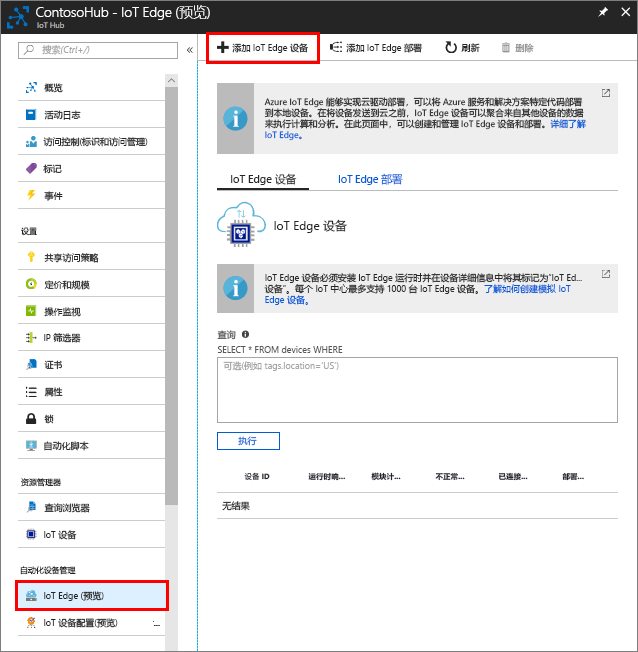 ContosoHub - IoT Edge (预览)
IoT Hub
搜索(Ctrl+/)
概览
活动日志
访问控制(标识和访问管理)
标记
事件
设置
共享访问策略
定价和规模
操作监视
IP 筛选器
证书
属性
锁
自动化脚本
资源管理器
查询浏览器
IoT 设备
自动化设备管理
IoT Edge (预览)
IoT 设备配置(预览) ...
添加 IoT Edge 设备 添加 IoT Edge 部署 刷新 删除
Azure IoT Edge 能够实现云驱动部署，可以将 Azure 服务和解决方案特定代码部署
到本地设备。在将设备发送到云之前，IoT Edge 设备可以聚合来自其他设备的数据
来执行计算和分析。在此页面中，可以创建和管理 IoT Edge 设备和部署。详细了解
IoT Edge。
IoT Edge 设备 IoT Edge 部署
IoT Edge 设备
IoT Edge 设备必须安装 IoT Edge 运行时并在设备详细信息中将其标记为“IoT Ed...
设备”。每个 IoT 中心最多支持 1000 台 IoT Edge 设备。了解如何创建模拟 IoT
Edge 设备。
查询
SELECT * FROM devices WHERE
可选(例如 tags.location='US')
执行
设备 ID 运行时响... 模块计... 不正常... 已连接... 部署...
无结果